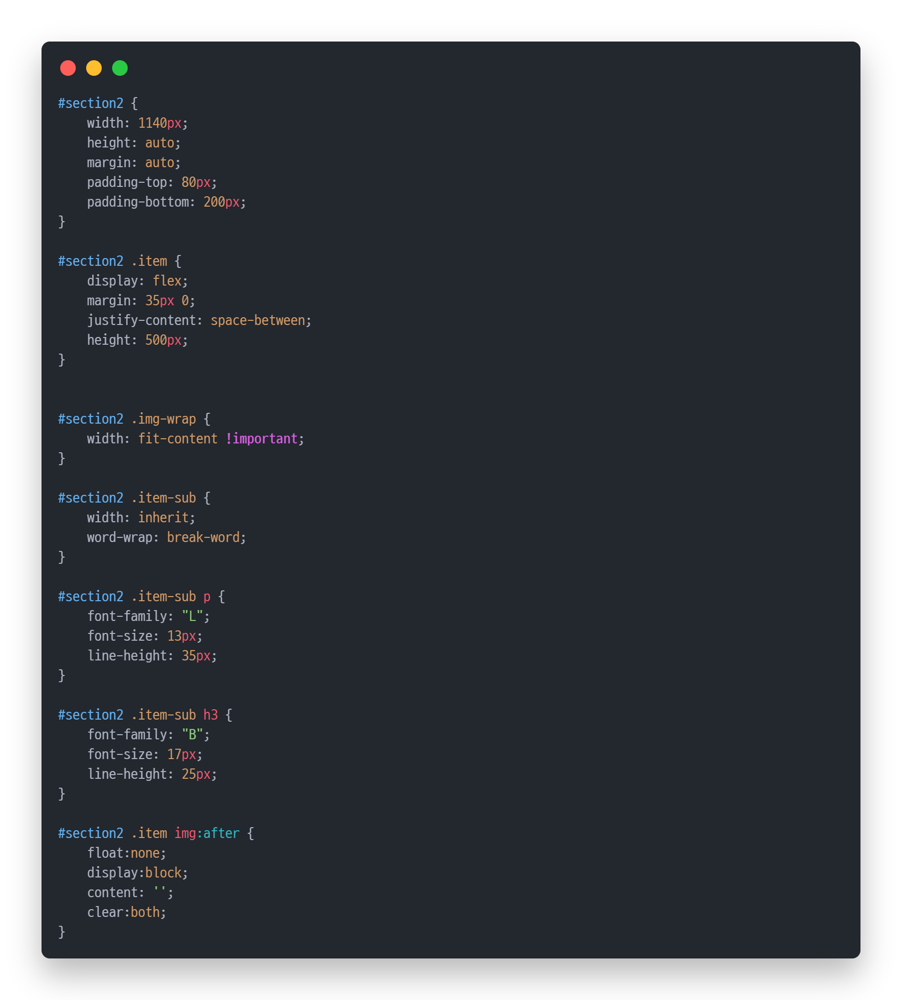 #section2 {
    width: 1140px;
    height: auto;
    margin: auto;
    padding-top: 80px;
    padding-bottom: 200px;
}

#section2 .item {
    display: flex;
    margin: 35px 0;
    justify-content: space-between;
    height: 500px;
}


#section2 .img-wrap {
    width: fit-content !important;
}

#section2 .item-sub {
    width: inherit;
    word-wrap: break-word;
}

#section2 .item-sub p {
    font-family: "L";
    font-size: 13px;
    line-height: 35px;
}

#section2 .item-sub h3 {
    font-family: "B";
    font-size: 17px;
    line-height: 25px;
}

#section2 .item img:after {
    float:none;
    display:block;
    content: '';
    clear:both;
}